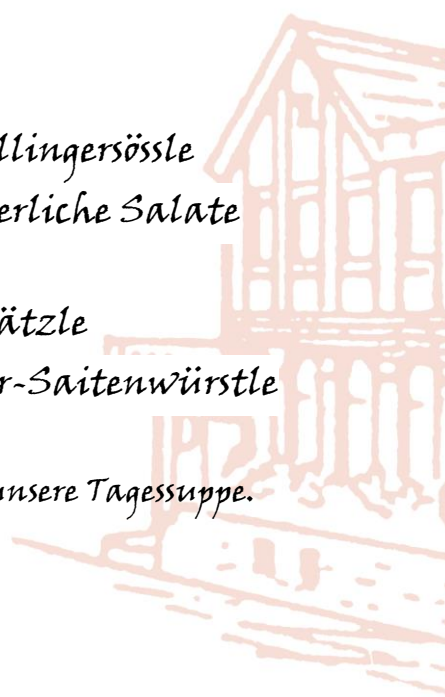 llingersössle
erliche Salate
ätzle
r-Saitenwürstle
unsere Tagessuppe.